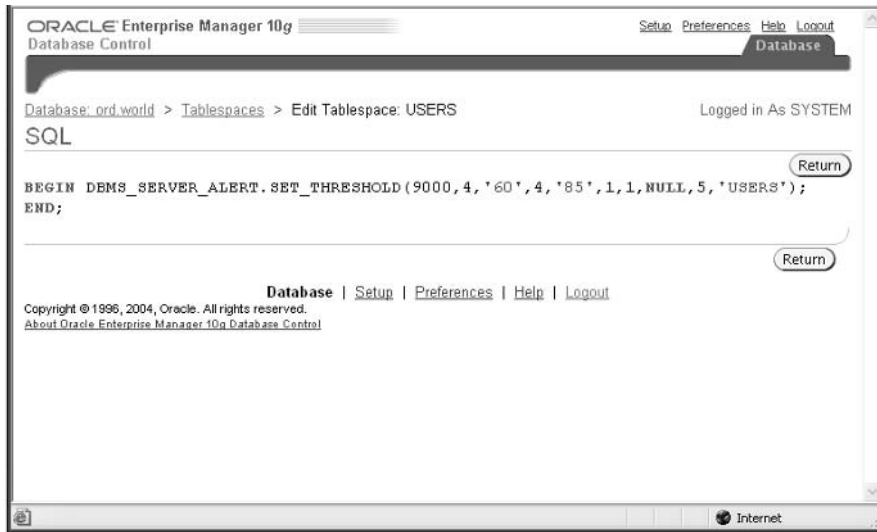 ORACLE Enterprise Manager 10g
Database Control
Setup Preferences Help Logout
Database
Database: ord.world > Tablespaces > Edit Tablespace: USERS
Logged in As SYSTEM
SQL
Return
BEGIN DBMS_SERVER_ALERT.SET_THRESHOLD(9000,4,'60',4,'85',1,1,NULL,5,'USERS');
END;
Return
Database | Setup | Preferences | Help | Logout
Copyright © 1996, 2004, Oracle. All rights reserved.
About Oracle Enterprise Manager 10g Database Control
Internet